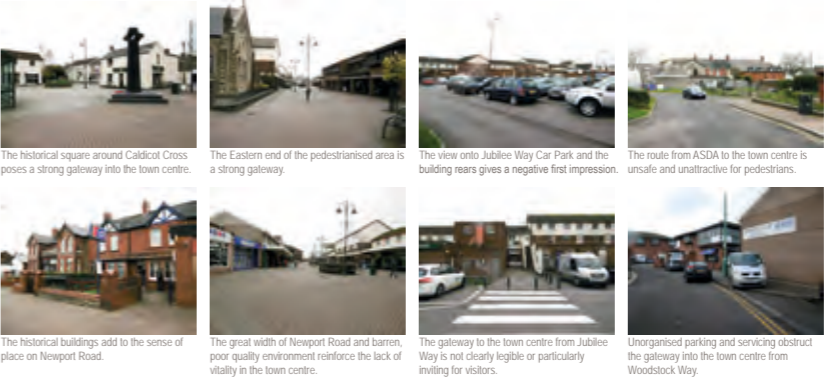 The historical square around Caldicot Cross
poses a strong gateway into the town centre.
The Eastern end of the pedestrianised area is
a strong gateway.
The view onto Jubilee Way Car Park and the
building rears gives a negative first impression.
The route from ASDA to the town centre is
unsafe and unattractive for pedestrians.
The historical buildings add to the sense of
place on Newport Road.
The great width of Newport Road and barren,
poor quality environment reinforce the lack of
vitality in the town centre.
The gateway to the town centre from Jubilee
Way is not clearly legible or particularly
inviting for visitors.
Unorganised parking and servicing obstruct
the gateway into the town centre from
Woodstock Way.